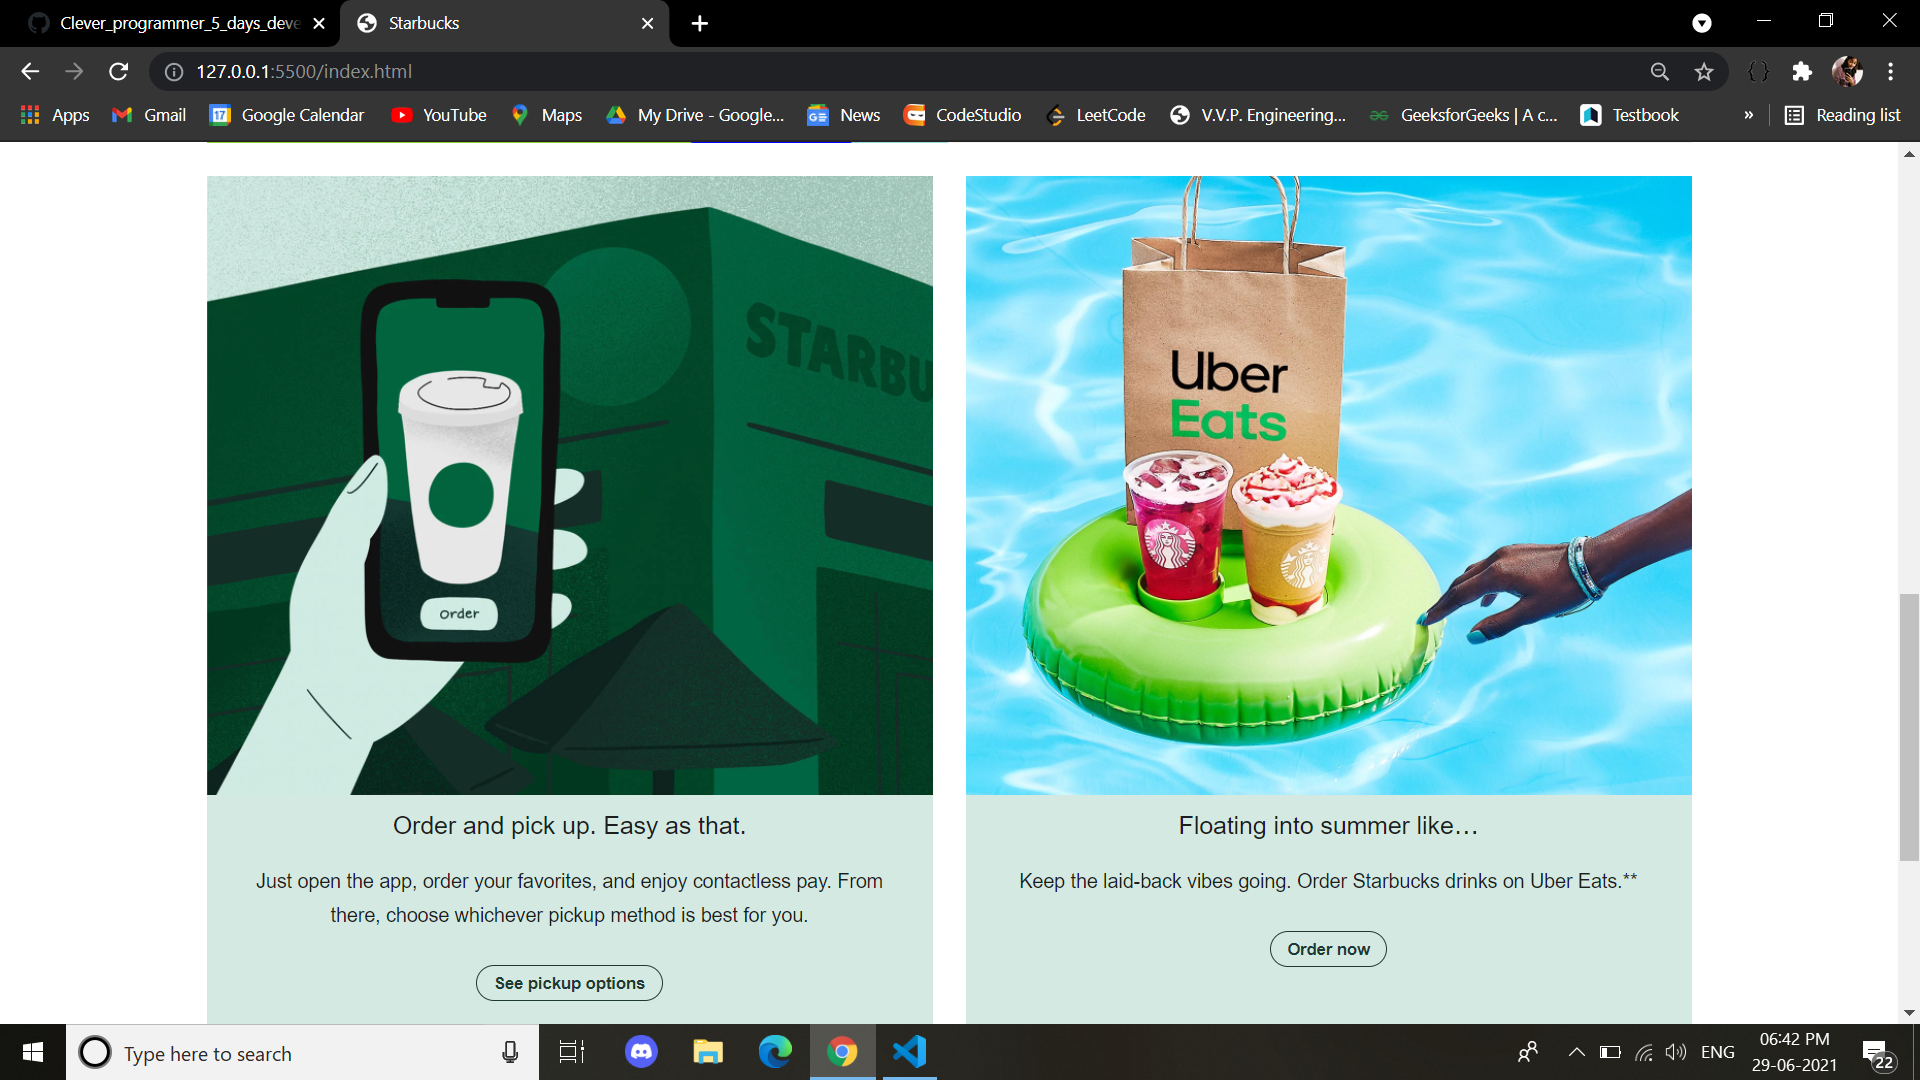 Clever_programmer_5_days_deve
Starbucks
127.0.0.1:5500/index.html
Apps
Gmail
17
Google Calendar
YouTube
Maps
My Drive - Google...
GE
News
CodeStudio
LeetCode
V.V.P. Engineering...
GeeksforGeeks | A c...
Testbook
»
Reading list
STARBU
Order
Uber
Eats
Order and pick up. Easy as that.
Just open the app, order your favorites, and enjoy contactless pay. From
there, choose whichever pickup method is best for you.
See pickup options
Floating into summer like…
Keep the laid-back vibes going. Order Starbucks drinks on Uber Eats.**
Order now
Type here to search
ENG
06:42 PM
29-06-2021
22